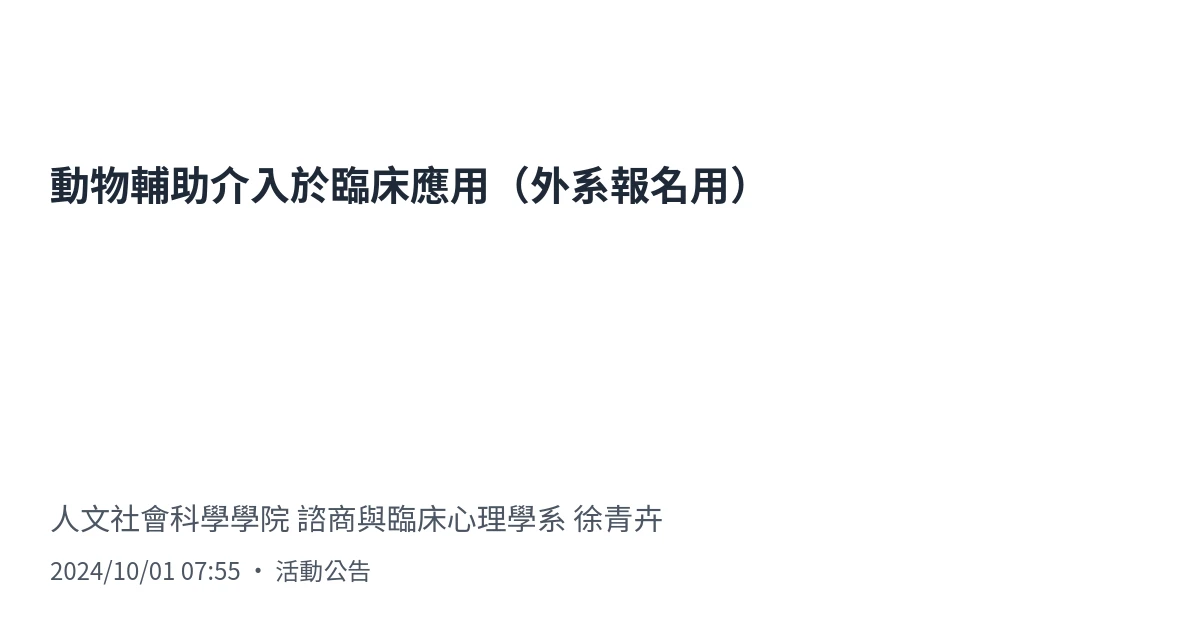 動物輔助介入於臨床應用（外系報名用）
人文社會科學學院 諮商與臨床心理學系 徐青卉
2024/10/01 07:55 • 活動公告